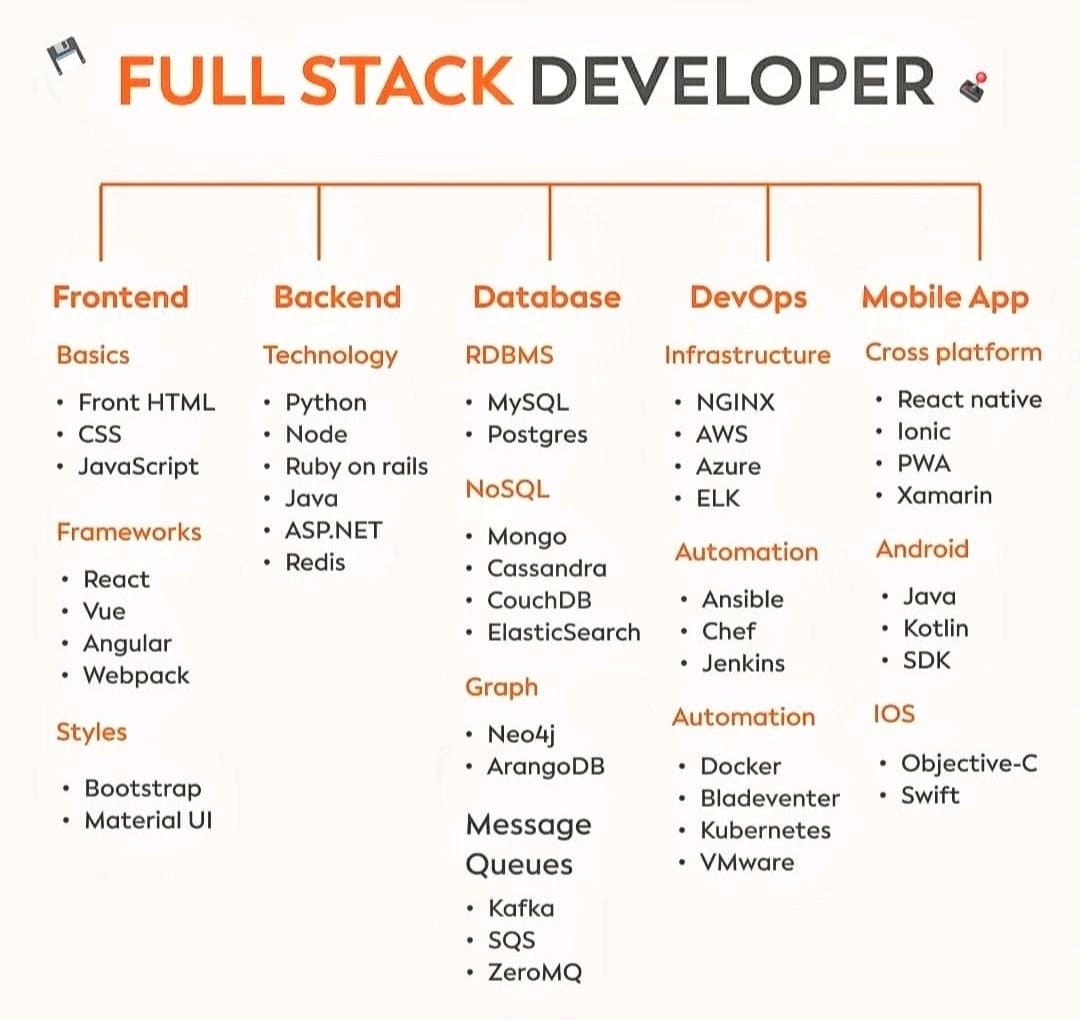 FULL STACK DEVELOPER
Frontend
Basics
• Front HTML
• CSS
• JavaScript
Frameworks
• React
• Vue
• Angular
• Webpack
Styles
• Bootstrap
• Material UI
Backend
Technology
• Python
• Node
• Ruby on rails
• Java
• ASP.NET
• Redis
Database
RDBMS
• MySQL
• Postgres
NoSQL
• Mongo
• Cassandra
• CouchDB
• ElasticSearch
Graph
• Neo4j
• ArangoDB
Message
Queues
• Kafka
• SQS
• ZeroMQ
DevOps
Infrastructure
• NGINX
• AWS
• Azure
• ELK
Automation
• Ansible
• Chef
• Jenkins
Automation
• Docker
• Bladeventer
• Kubernetes
• VMware
Mobile App
Cross platform
• React native
• Ionic
• PWA
• Xamarin
Android
• Java
• Kotlin
• SDK
IOS
• Objective-C
• Swift